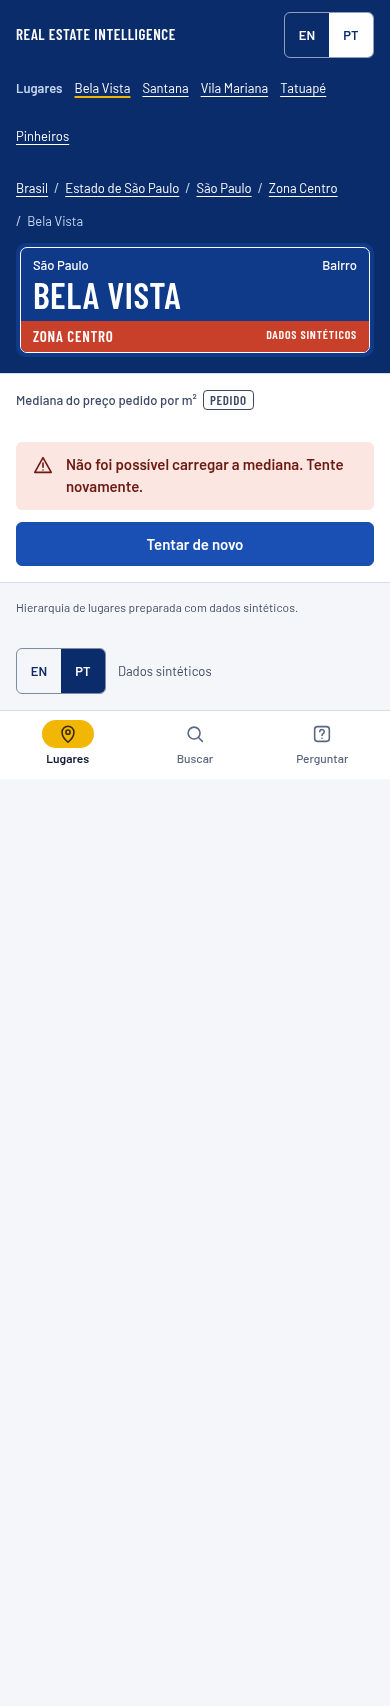 REAL ESTATE INTELLIGENCE
EN PT
Lugares Bela Vista Santana Vila Mariana Tatuapé
Pinheiros
Brasil / Estado de São Paulo / São Paulo / Zona Centro
/ Bela Vista
São Paulo Bairro
BELA VISTA
ZONA CENTRO DADOS SINTÉTICOS
Mediana do preço pedido por m² PEDIDO
Não foi possível carregar a mediana. Tente
novamente.
Tentar de novo
Hierarquia de lugares preparada com dados sintéticos.
EN PT Dados sintéticos
Lugares Buscar Perguntar